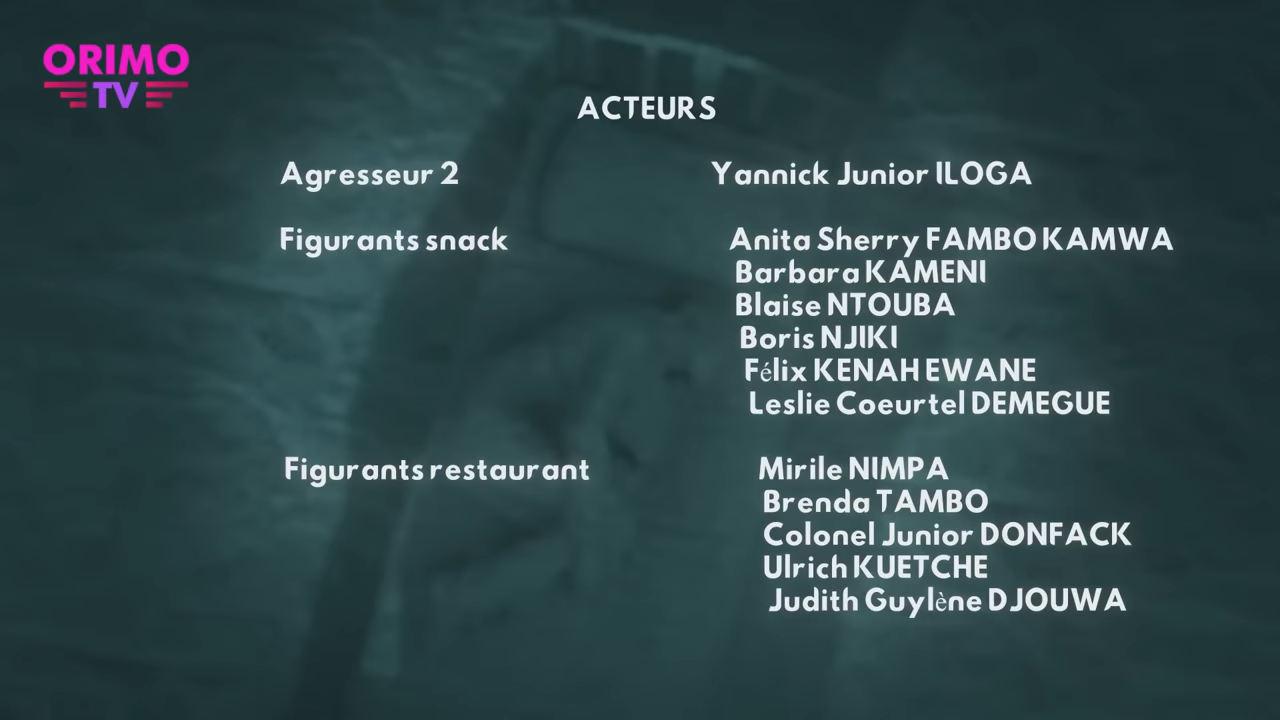 ORIMO
TV
ACTEURS
Agresseur 2 Yannick Junior ILOGA
Figurants snack Anita Sherry FAMBO KAMWA
Barbara KAMENI
Blaise NTOUBA
Boris NJIKI
Félix KENAH EWANE
Leslie Coeurtel DEMEGUE
Figurants restaurant Mirile NIMPA
Brenda TAMBO
Colonel Junior DONFACK
Ulrich KUETCHE
Judith Guylène DJOUWA